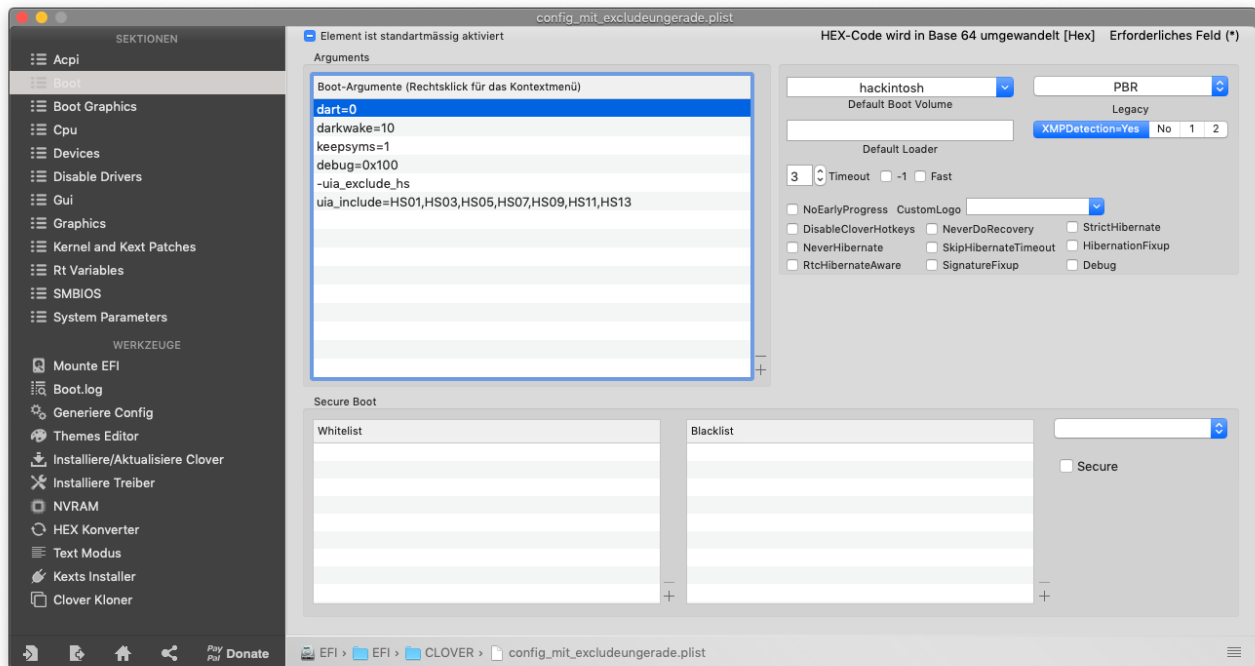 config_mit_excludeungerade.plist
SEKTIONEN
Acpi
Boot
Boot Graphics
Cpu
Devices
Disable Drivers
Gui
Graphics
Kernel and Kext Patches
Rt Variables
SMBIOS
System Parameters
WERKZEUGE
Mounte EFI
Boot.log
Generiere Config
Themes Editor
Installiere/Aktualisiere Clover
Installiere Treiber
NVRAM
HEX Konverter
Text Modus
Kexts Installer
Clover Kloner
Pay
Pal Donate
Element ist standartmässig aktiviert
HEX-Code wird in Base 64 umgewandelt [Hex] Erforderliches Feld (*)
Arguments
Boot-Argumente (Rechtsklick für das Kontextmenü)
dart=0
darkwake=10
keepsyms=1
debug=0x100
-uia_exclude_hs
uia_include=HS01,HS03,HS05,HS07,HS09,HS11,HS13
hackintosh
Default Boot Volume
Default Loader
PBR
Legacy
XMPDetection=Yes No 1 2
3 Timeout -1 Fast
NoEarlyProgress CustomLogo
DisableCloverHotkeys NeverDoRecovery StrictHibernate
NeverHibernate SkipHibernateTimeout HibernationFixup
RtcHibernateAware SignatureFixup Debug
Secure Boot
Whitelist
Blacklist
Secure
EFI › EFI › CLOVER › config_mit_excludeungerade.plist